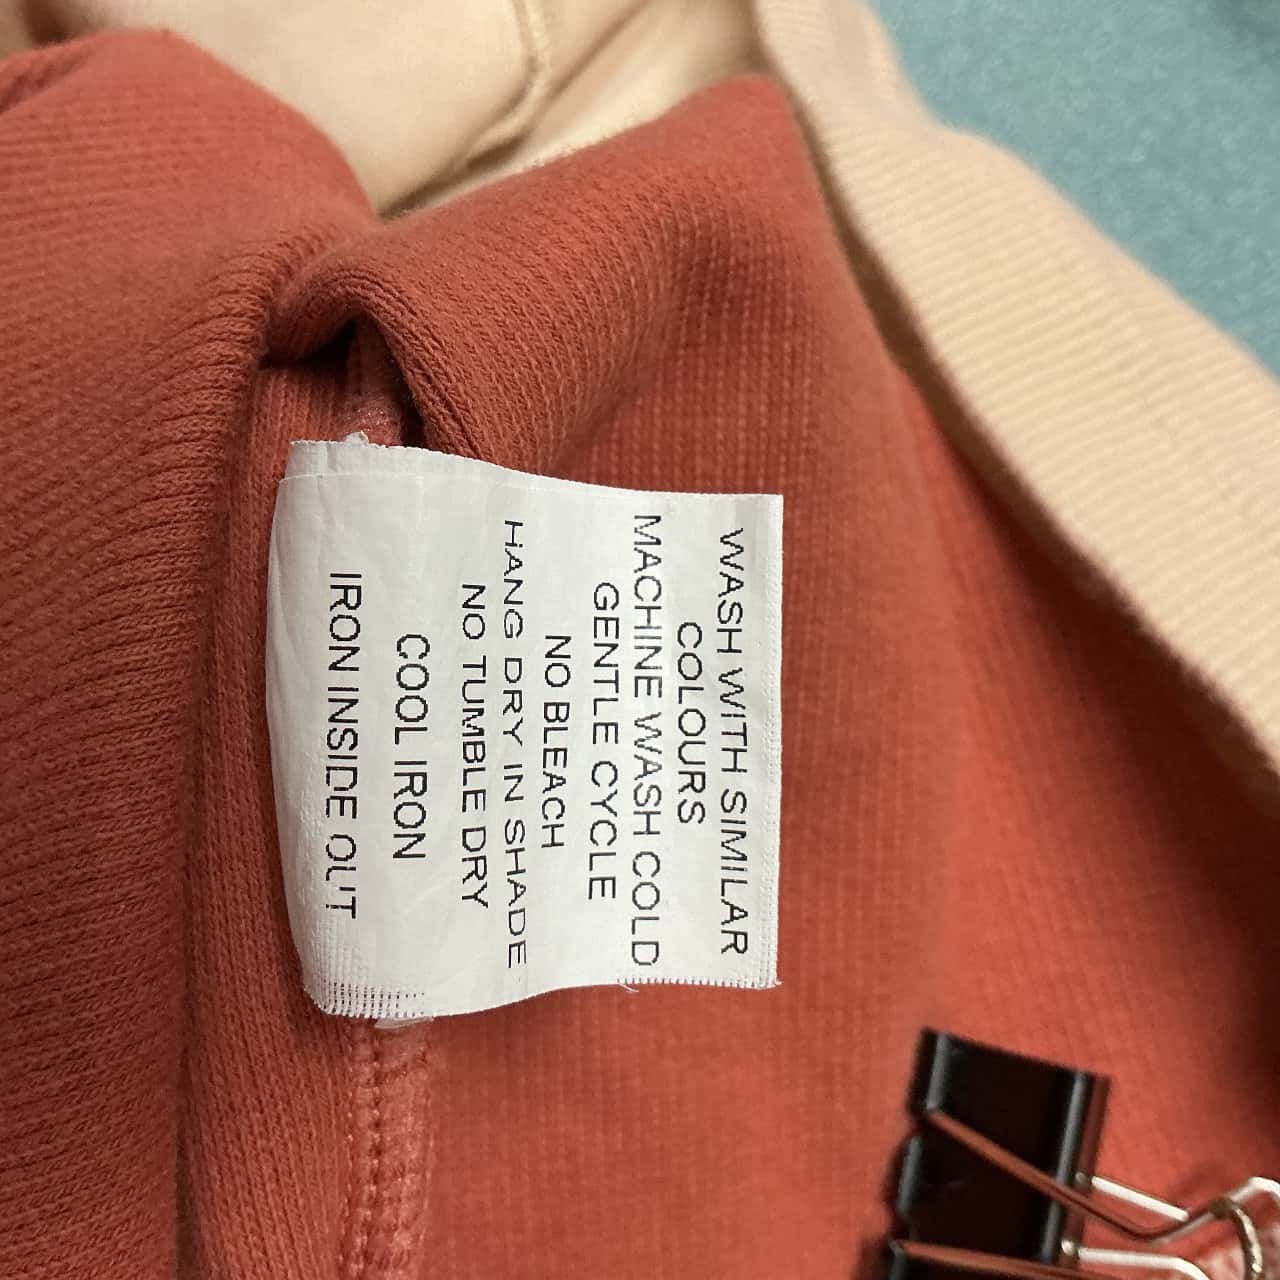 WASH WITH SIMILAR
COLOURS
MACHINE WASH COLD
GENTLE CYCLE
NO BLEACH
HANG DRY IN SHADE
NO TUMBLE DRY
COOL IRON
IRON INSIDE OUT